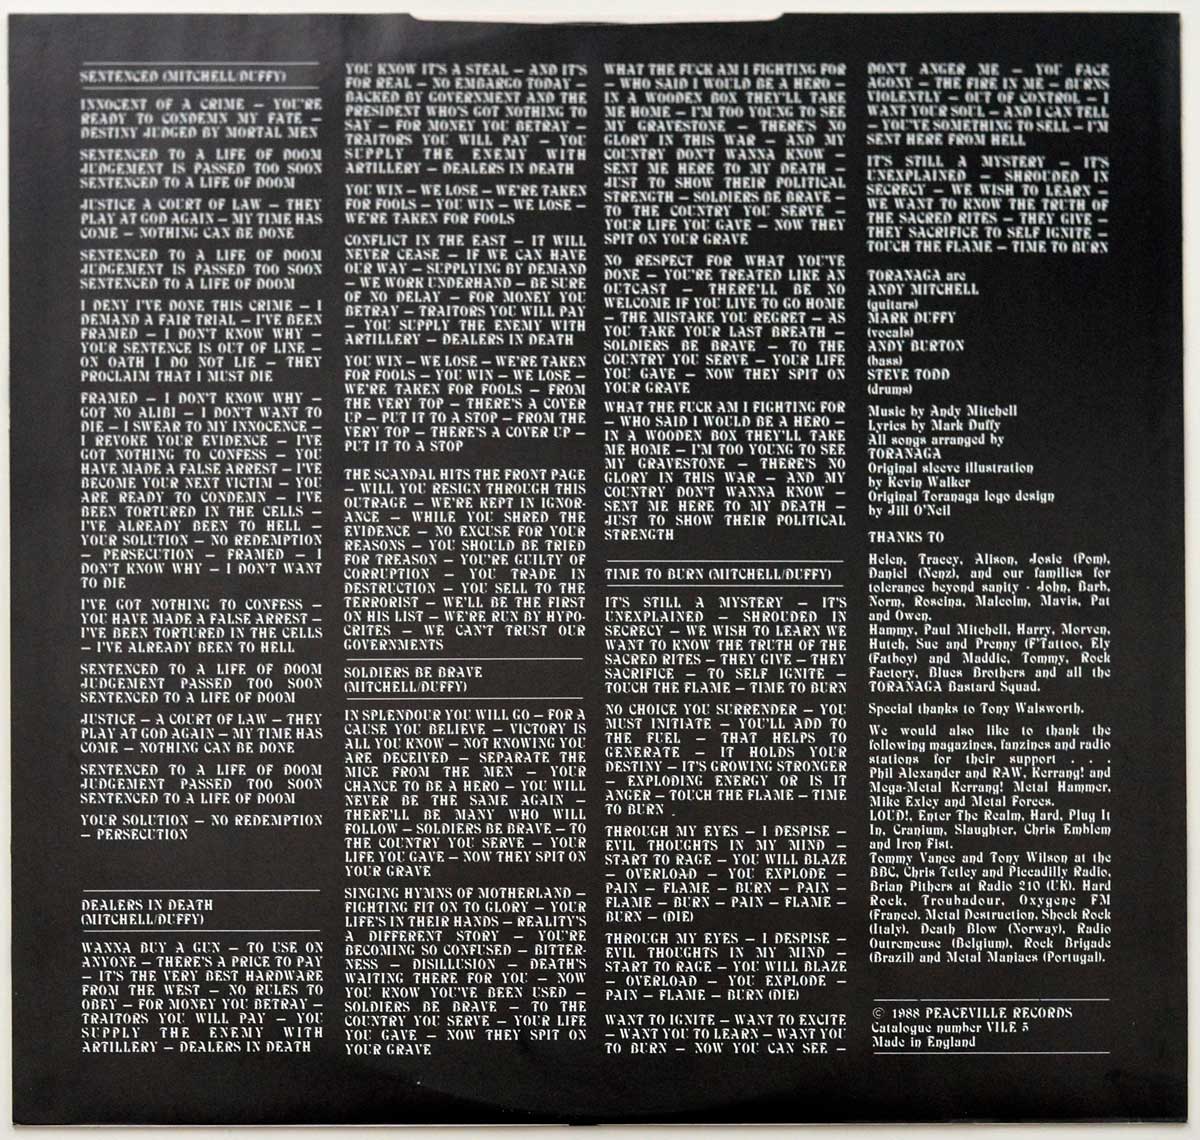 SENTENCED (MITCHELL/DUFFY)
INNOCENT OF A CRIME – YOU'RE
READY TO CONDEMN MY FATE –
DESTINY JUDGED BY MORTAL MEN
SENTENCED TO A LIFE OF DOOM
JUDGEMENT IS PASSED TOO SOON
SENTENCED TO A LIFE OF DOOM
JUSTICE A COURT OF LAW – THEY
PLAY AT GOD AGAIN – MY TIME HAS
COME – NOTHING CAN BE DONE
SENTENCED TO A LIFE OF DOOM
JUDGEMENT IS PASSED TOO SOON
SENTENCED TO A LIFE OF DOOM
I DENY I'VE DONE THIS CRIME – I
DEMAND A FAIR TRIAL – I'VE BEEN
FRAMED – I DON'T KNOW WHY –
YOUR SENTENCE IS OUT OF LINE –
ON OATH I DO NOT LIE – THEY
PROCLAIM THAT I MUST DIE
FRAMED – I DON'T KNOW WHY –
GOT NO ALIBI – I DON'T WANT TO
DIE – I SWEAR TO MY INNOCENCE –
I REVOKE YOUR EVIDENCE – I'VE
GOT NOTHING TO CONFESS – YOU
HAVE MADE A FALSE ARREST – I'VE
BECOME YOUR NEXT VICTIM – YOU
ARE READY TO CONDEMN – I'VE
BEEN TORTURED IN THE CELLS –
I'VE ALREADY BEEN TO HELL –
YOUR SOLUTION – NO REDEMPTION
– PERSECUTION – FRAMED – I
DON'T KNOW WHY – I DON'T WANT
TO DIE
I'VE GOT NOTHING TO CONFESS –
YOU HAVE MADE A FALSE ARREST –
I'VE BEEN TORTURED IN THE CELLS
– I'VE ALREADY BEEN TO HELL
SENTENCED TO A LIFE OF DOOM
JUDGEMENT PASSED TOO SOON
SENTENCED TO A LIFE OF DOOM
JUSTICE – A COURT OF LAW – THEY
PLAY AT GOD AGAIN – MY TIME HAS
COME – NOTHING CAN BE DONE
SENTENCED TO A LIFE OF DOOM
JUDGEMENT PASSED TOO SOON
SENTENCED TO A LIFE OF DOOM
YOUR SOLUTION – NO REDEMPTION
– PERSECUTION
DEALERS IN DEATH
(MITCHELL/DUFFY)
WANNA BUY A GUN – TO USE ON
ANYONE – THERE'S A PRICE TO PAY
– IT'S THE VERY BEST HARDWARE
FROM THE WEST – NO RULES TO
OBEY – FOR MONEY YOU BETRAY –
TRAITORS YOU WILL PAY – YOU
SUPPLY THE ENEMY WITH
ARTILLERY – DEALERS IN DEATH
YOU KNOW IT'S A STEAL – AND IT'S
FOR REAL – NO EMBARGO TODAY –
BACKED BY GOVERNMENT AND THE
PRESIDENT WHO'S GOT NOTHING TO
SAY – FOR MONEY YOU BETRAY –
TRAITORS YOU WILL PAY – YOU
SUPPLY THE ENEMY WITH
ARTILLERY – DEALERS IN DEATH
YOU WIN – WE LOSE – WE'RE TAKEN
FOR FOOLS – YOU WIN – WE LOSE –
WE'RE TAKEN FOR FOOLS
CONFLICT IN THE EAST – IT WILL
NEVER CEASE – IF WE CAN HAVE
OUR WAY – SUPPLYING BY DEMAND
– WE WORK UNDERHAND – BE SURE
OF NO DELAY – FOR MONEY YOU
BETRAY – TRAITORS YOU WILL PAY
– YOU SUPPLY THE ENEMY WITH
ARTILLERY – DEALERS IN DEATH
YOU WIN – WE LOSE – WE'RE TAKEN
FOR FOOLS – YOU WIN – WE LOSE –
WE'RE TAKEN FOR FOOLS – FROM
THE VERY TOP – THERE'S A COVER
UP – PUT IT TO A STOP – FROM THE
VERY TOP – THERE'S A COVER UP –
PUT IT TO A STOP
THE SCANDAL HITS THE FRONT PAGE
– WILL YOU RESIGN THROUGH THIS
OUTRAGE – WE'RE KEPT IN IGNOR-
ANCE – WHILE YOU SHRED THE
EVIDENCE – NO EXCUSE FOR YOUR
REASONS – YOU SHOULD BE TRIED
FOR TREASON – YOU'RE GUILTY OF
CORRUPTION – YOU TRADE IN
DESTRUCTION – YOU SELL TO THE
TERRORIST – WE'LL BE THE FIRST
ON HIS LIST – WE'RE RUN BY HYPO-
CRITES – WE CAN'T TRUST OUR
GOVERNMENTS
SOLDIERS BE BRAVE
(MITCHELL/DUFFY)
IN SPLENDOUR YOU WILL GO – FOR A
CAUSE YOU BELIEVE – VICTORY IS
ALL YOU KNOW – NOT KNOWING YOU
ARE DECEIVED – SEPARATE THE
MICE FROM THE MEN – YOUR
CHANCE TO BE A HERO – YOU WILL
NEVER BE THE SAME AGAIN –
THERE'LL BE MANY WHO WILL
FOLLOW – SOLDIERS BE BRAVE – TO
THE COUNTRY YOU SERVE – YOUR
LIFE YOU GAVE – NOW THEY SPIT ON
YOUR GRAVE
SINGING HYMNS OF MOTHERLAND –
FIGHTING FIT ON TO GLORY – YOUR
LIFE'S IN THEIR HANDS – REALITY'S
A DIFFERENT STORY – YOU'RE
BECOMING SO CONFUSED – BITTER-
NESS – DISILLUSION – DEATH'S
WAITING THERE FOR YOU – NOW
YOU KNOW YOU'VE BEEN USED –
SOLDIERS BE BRAVE – TO THE
COUNTRY YOU SERVE – YOUR LIFE
YOU GAVE – NOW THEY SPIT ON
YOUR GRAVE
WHAT THE FUCK AM I FIGHTING FOR
– WHO SAID I WOULD BE A HERO –
IN A WOODEN BOX THEY'LL TAKE
ME HOME – I'M TOO YOUNG TO SEE
MY GRAVESTONE – THERE'S NO
GLORY IN THIS WAR – AND MY
COUNTRY DON'T WANNA KNOW –
SENT ME HERE TO MY DEATH –
JUST TO SHOW THEIR POLITICAL
STRENGTH – SOLDIERS BE BRAVE –
TO THE COUNTRY YOU SERVE –
YOUR LIFE YOU GAVE – NOW THEY
SPIT ON YOUR GRAVE
NO RESPECT FOR WHAT YOU'VE
DONE – YOU'RE TREATED LIKE AN
OUTCAST – THERE'LL BE NO
WELCOME IF YOU LIVE TO GO HOME
– THE MISTAKE YOU REGRET – AS
YOU TAKE YOUR LAST BREATH –
SOLDIERS BE BRAVE – TO THE
COUNTRY YOU SERVE – YOUR LIFE
YOU GAVE – NOW THEY SPIT ON
YOUR GRAVE
WHAT THE FUCK AM I FIGHTING FOR
– WHO SAID I WOULD BE A HERO –
IN A WOODEN BOX THEY'LL TAKE
ME HOME – I'M TOO YOUNG TO SEE
MY GRAVESTONE – THERE'S NO
GLORY IN THIS WAR – AND MY
COUNTRY DON'T WANNA KNOW –
SENT ME HERE TO MY DEATH –
JUST TO SHOW THEIR POLITICAL
STRENGTH
TIME TO BURN (MITCHELL/DUFFY)
IT'S STILL A MYSTERY – IT'S
UNEXPLAINED – SHROUDED IN
SECRECY – WE WISH TO LEARN WE
WANT TO KNOW THE TRUTH OF THE
SACRED RITES – THEY GIVE – THEY
SACRIFICE – TO SELF IGNITE –
TOUCH THE FLAME – TIME TO BURN
NO CHOICE YOU SURRENDER – YOU
MUST INITIATE – YOU'LL ADD TO
THE FUEL – THAT HELPS TO
GENERATE – IT HOLDS YOUR
DESTINY – IT'S GROWING STRONGER
– EXPLODING ENERGY OR IS IT
ANGER – TOUCH THE FLAME – TIME
TO BURN .
THROUGH MY EYES – I DESPISE –
EVIL THOUGHTS IN MY MIND –
START TO RAGE – YOU WILL BLAZE
– OVERLOAD – YOU EXPLODE –
PAIN – FLAME – BURN – PAIN –
FLAME – BURN – PAIN – FLAME –
BURN – (DIE)
THROUGH MY EYES – I DESPISE –
EVIL THOUGHTS IN MY MIND –
START TO RAGE – YOU WILL BLAZE
– OVERLOAD – YOU EXPLODE –
PAIN – FLAME – BURN (DIE)
WANT TO IGNITE – WANT TO EXCITE
– WANT YOU TO LEARN – WANT YOU
TO BURN – NOW YOU CAN SEE –
DON'T ANGER ME – YOU FACE
AGONY – THE FIRE IN ME – BURNS
VIOLENTLY – OUT OF CONTROL – I
WANT YOUR SOUL – AND I CAN TELL
– YOU'RE SOMETHING TO SELL – I'M
SENT HERE FROM HELL
IT'S STILL A MYSTERY – IT'S
UNEXPLAINED – SHROUDED IN
SECRECY – WE WISH TO LEARN –
WE WANT TO KNOW THE TRUTH OF
THE SACRED RITES – THEY GIVE –
THEY SACRIFICE TO SELF IGNITE –
TOUCH THE FLAME – TIME TO BURN
TORANAGA are
ANDY MITCHELL
(guitars)
MARK DUFFY
(vocals)
ANDY BURTON
(bass)
STEVE TODD
(drums)
Music by Andy Mitchell
Lyrics by Mark Duffy
All songs arranged by
TORANAGA
Original sleeve illustration
by Kevin Walker
Original Toranaga logo design
by Jill O'Neil
THANKS TO
Helen, Tracey, Alison, Josie (Pom),
Daniel (Nenz), and our families for
tolerance beyond sanity - John, Barb,
Norm, Roseina, Malcolm, Mavis, Pat
and Owen.
Hammy, Paul Mitchell, Harry, Morven,
Hutch, Sue and Prenny (F'Tattoo, Ely
(Fatboy) and Maddie, Tommy, Rock
Factory, Blues Brothers and all the
TORANAGA Bastard Squad.
Special thanks to Tony Walsworth.
We would also like to thank the
following magazines, fanzines and radio
stations for their support . . .
Phil Alexander and RAW, Kerrang! and
Mega-Metal Kerrang! Metal Hammer,
Mike Exley and Metal Forces.
LOUD!, Enter The Realm, Hard, Plug It
In, Cranium, Slaughter, Chris Emblem
and Iron Fist.
Tommy Vance and Tony Wilson at the
BBC, Chris Tetley and Piccadilly Radio,
Brian Pithers at Radio 210 (UK). Hard
Rock, Troubadour, Oxygene FM
(France). Metal Destruction, Shock Rock
(Italy). Death Blow (Norway), Radio
Outremeuse (Belgium), Rock Brigade
(Brazil) and Metal Maniacs (Portugal).
© 1988 PEACEVILLE RECORDS
Catalogue number VILE 5
Made in England